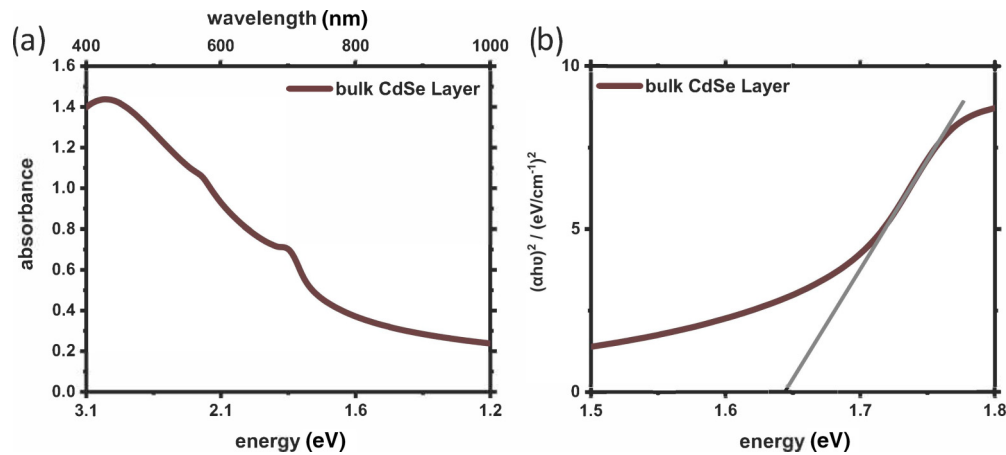 (a)
wavelength (nm)
400 600 800 1000
bulk CdSe Layer
absorbance
1.6
1.4
1.2
1.0
0.8
0.6
0.4
0.2
0.0
3.1 2.1 1.6 1.2
energy (eV)
(b)
bulk CdSe Layer
(αhυ)² / (eV/cm⁻¹)²
10
5
0
1.5 1.6 1.7 1.8
energy (eV)